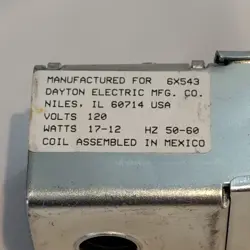 MANUFACTURED FOR 6X543
DAYTON ELECTRIC MFG. CO.
NILES, IL 60714 USA
VOLTS 120
WATTS 17-12 HZ 50-60
COIL ASSEMBLED IN MEXICO